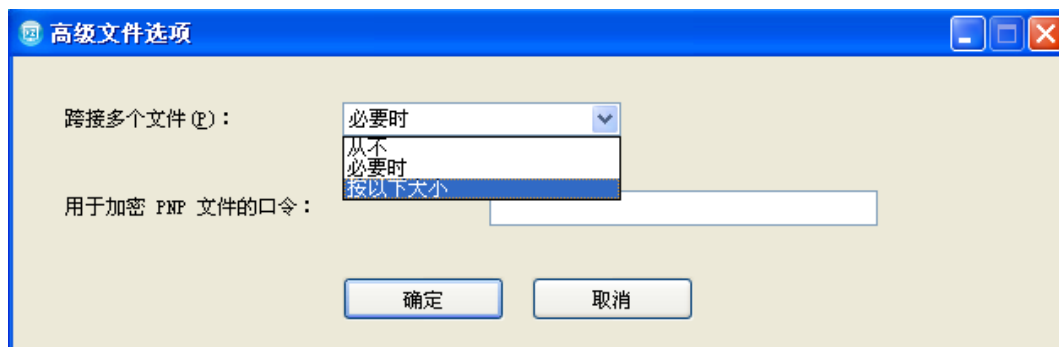 高级文件选项
跨接多个文件(P)： 必要时
从不
必要时
按以下大小
用于加密 PNP 文件的口令：
确定 取消